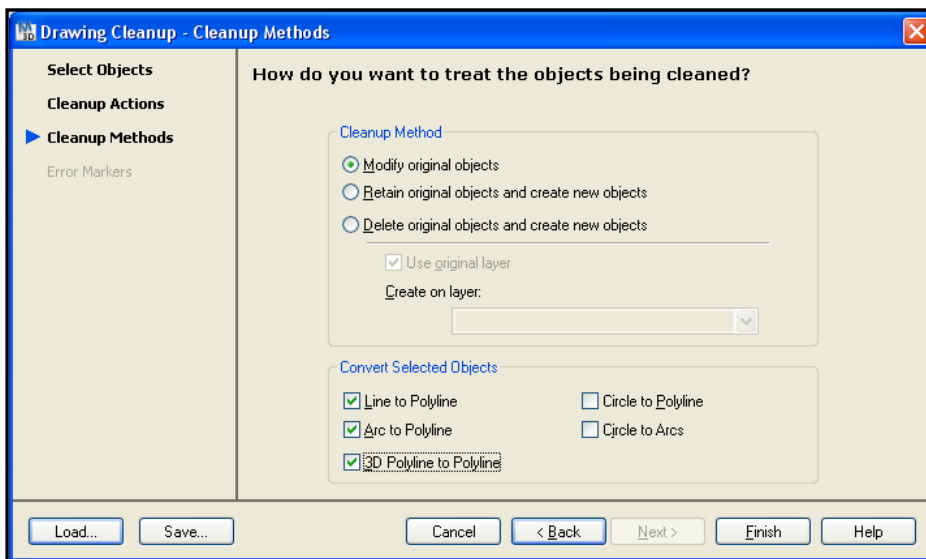 Drawing Cleanup - Cleanup Methods
Select Objects
Cleanup Actions
Cleanup Methods
Error Markers
How do you want to treat the objects being cleaned?
Cleanup Method
Modify original objects
Retain original objects and create new objects
Delete original objects and create new objects
Use original layer
Create on layer:
Convert Selected Objects
Line to Polyline
Circle to Polyline
Arc to Polyline
Circle to Arcs
3D Polyline to Polyline
Load...
Save...
Cancel
< Back
Next >
Finish
Help